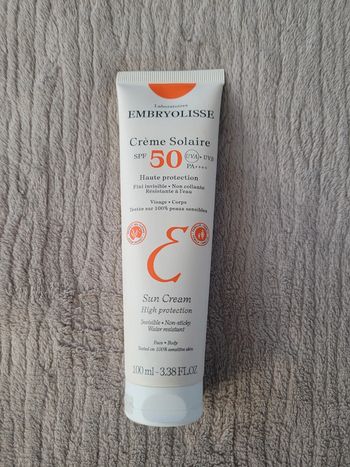 Laboratoires
EMBRYOLISSE
Crème Solaire
SPF 50 UVA • UVB
PA++++
Haute protection
Fini invisible • Non collante
Résistante à l'eau
Visage • Corps
Testée sur 100% peaux sensibles
E
Sun Cream
High protection
Invisible • Non-sticky
Water resistant
Face • Body
Tested on 100% sensitive skin
100 ml - 3.38 FL.OZ